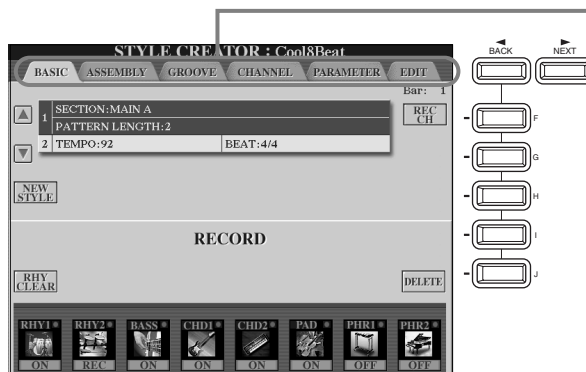 STYLE CREATOR : Cool8Beat
BACK NEXT
BASIC ASSEMBLY GROOVE CHANNEL PARAMETER EDIT
Bar: 1
1 SECTION:MAIN A
PATTERN LENGTH:2
REC CH
F
2 TEMPO:92 BEAT:4/4
G
NEW STYLE
H
RECORD
I
RHY CLEAR
DELETE
J
RHY1 RHY2 BASS CHD1 CHD2 PAD PHR1 PHR2
ON REC ON ON ON ON OFF OFF